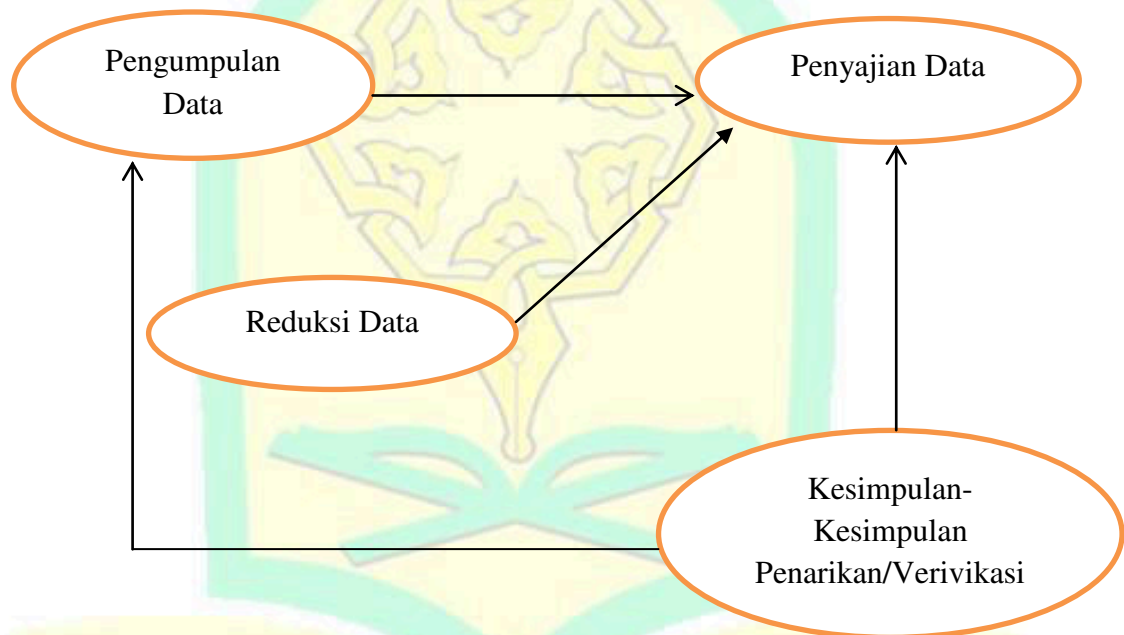 Pengumpulan
Data
Penyajian Data
Reduksi Data
Kesimpulan-
Kesimpulan
Penarikan/Verivikasi